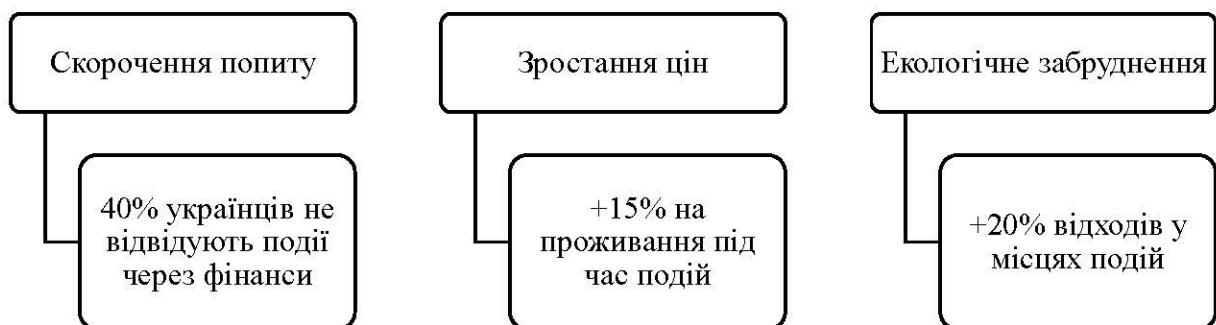 Скорочення попиту
40% українців не
відвідують події
через фінанси
Зростання цін
+15% на
проживання під
час подій
Екологічне забруднення
+20% відходів у
місцях подій